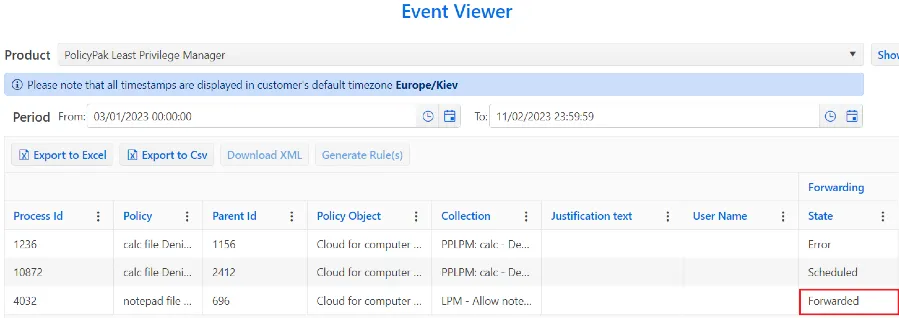 Event Viewer
Product PolicyPak Least Privilege Manager Show
Please note that all timestamps are displayed in customer's default timezone Europe/Kiev
Period From: 03/01/2023 00:00:00 To: 11/02/2023 23:59:59
Export to Excel Export to Csv Download XML Generate Rule(s)
Forwarding
Process Id Policy Parent Id Policy Object Collection Justification text User Name State
1236 calc file Deni... 1156 Cloud for computer ... PPLPM: calc - De... Error
10872 calc file Deni... 2412 Cloud for computer ... PPLPM: calc - De... Scheduled
4032 notepad file ... 696 Cloud for computer ... LPM - Allow note... Forwarded